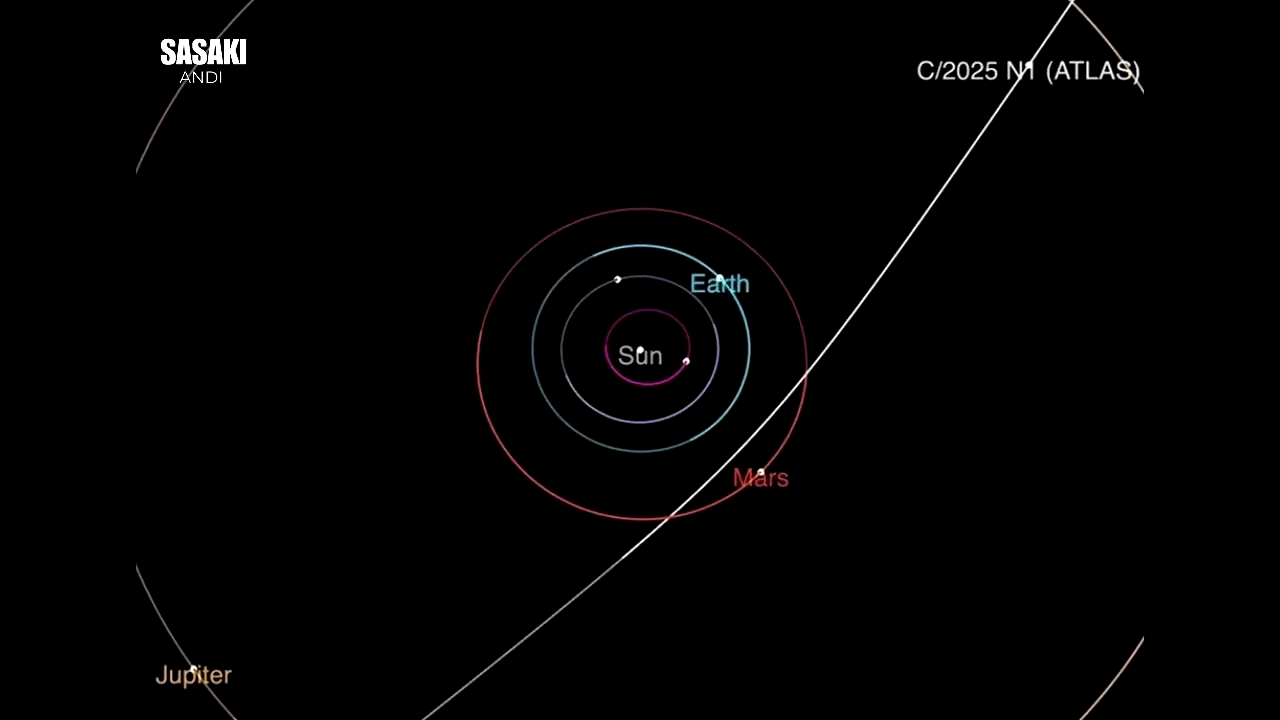 SASAKI
ANDI
C/2025 N1 (ATLAS)
Earth
Sun
Mars
Jupiter